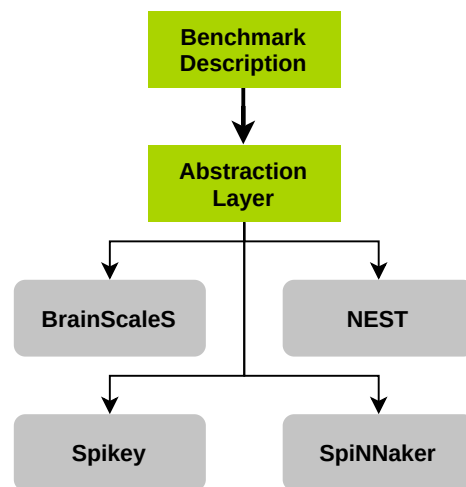 Benchmark
Description
Abstraction
Layer
BrainScaleS
NEST
Spikey
SpiNNaker